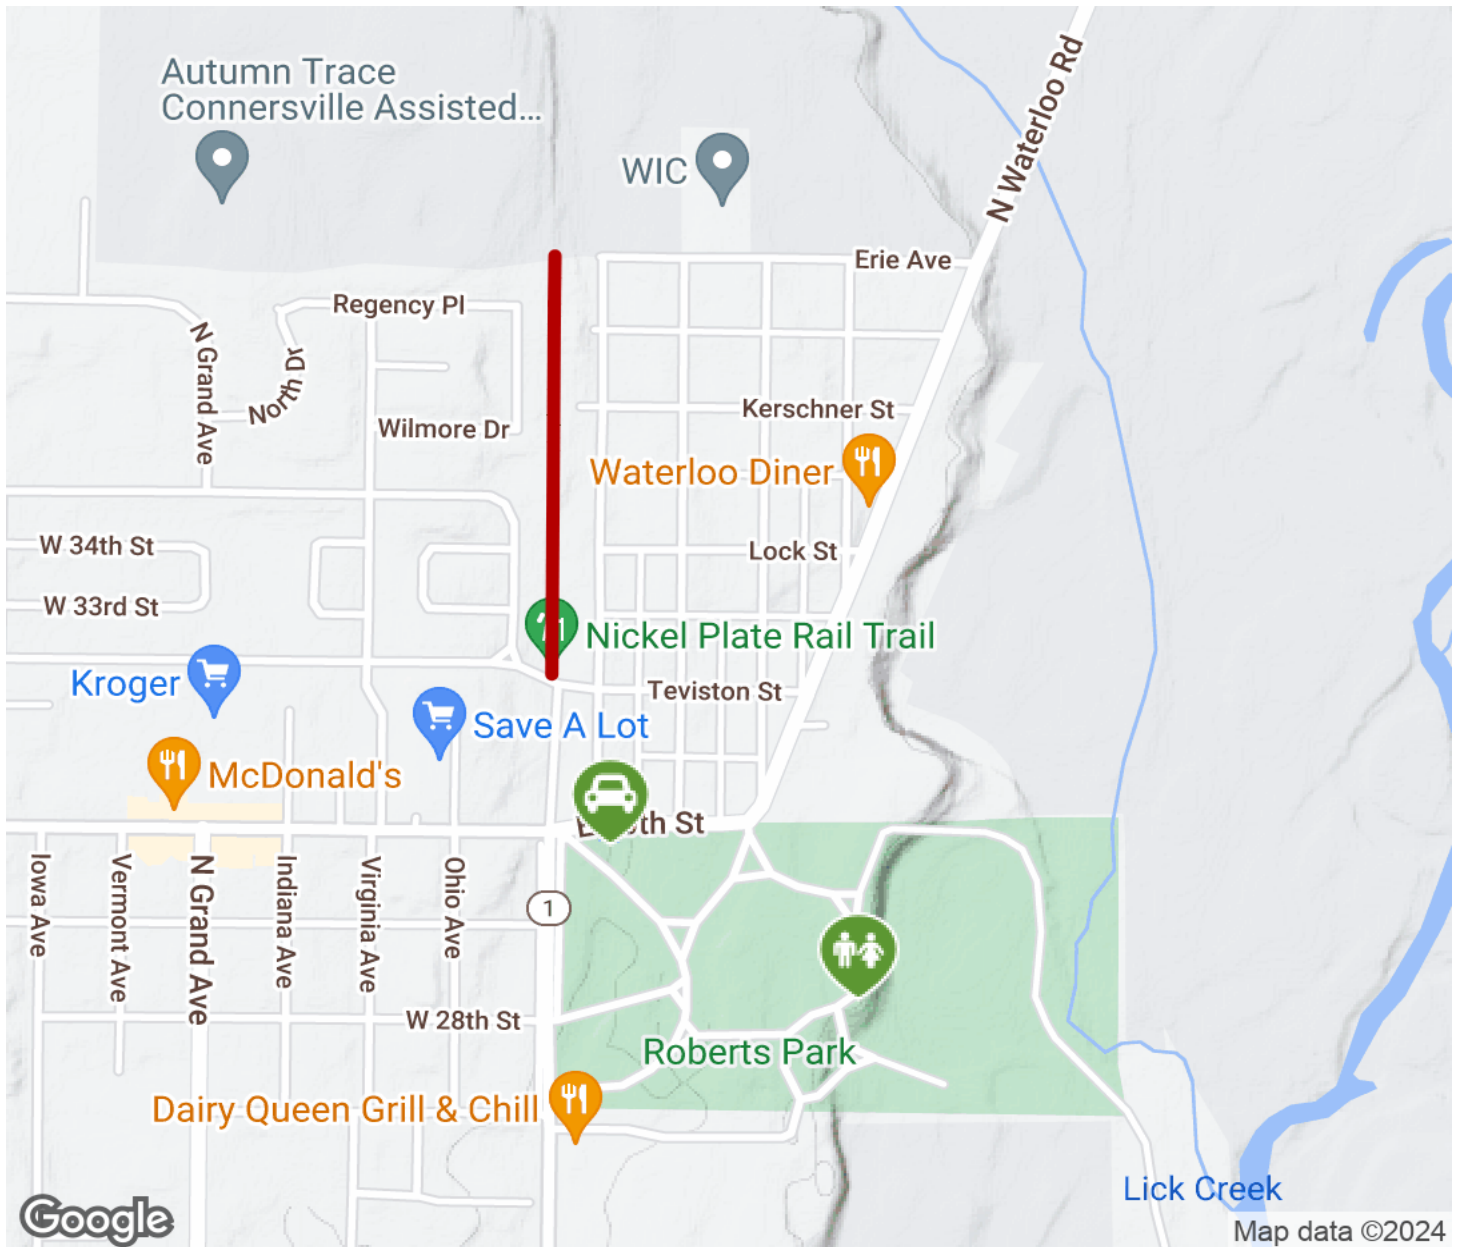 Autumn Trace
Connersville Assisted...
WIC
N Waterloo Rd
Erie Ave
Regency Pl
N Grand Ave
North Dr
Kerschner St
Wilmore Dr
Waterloo Diner
W 34th St
Lock St
W 33rd St
Nickel Plate Rail Trail
Kroger
Teviston St
Save A Lot
McDonald's
St
Iowa Ave
Vermont Ave
N Grand Ave
Indiana Ave
Virginia Ave
Ohio Ave
1
W 28th St
Roberts Park
Dairy Queen Grill & Chill
Lick Creek
Google
Map data ©2024